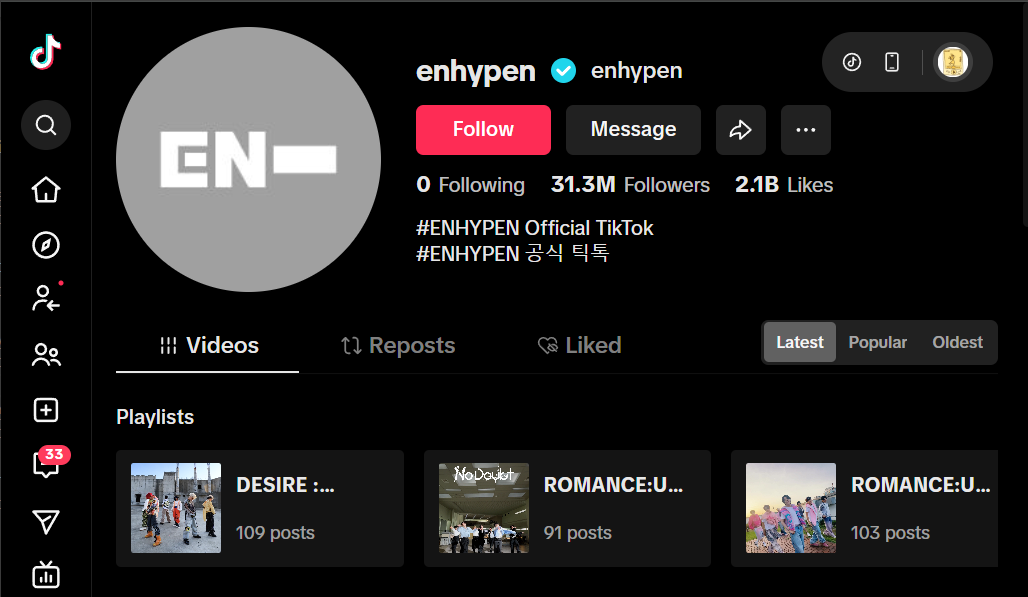 EN-
enhypen enhypen
Follow Message ...
0 Following 31.3M Followers 2.1B Likes
#ENHYPEN Official TikTok
#ENHYPEN 공식 틱톡
Videos Reposts Liked
Latest Popular Oldest
Playlists
33
DESIRE :...
109 posts
No Doubt
ROMANCE:U...
91 posts
ROMANCE:U...
103 posts